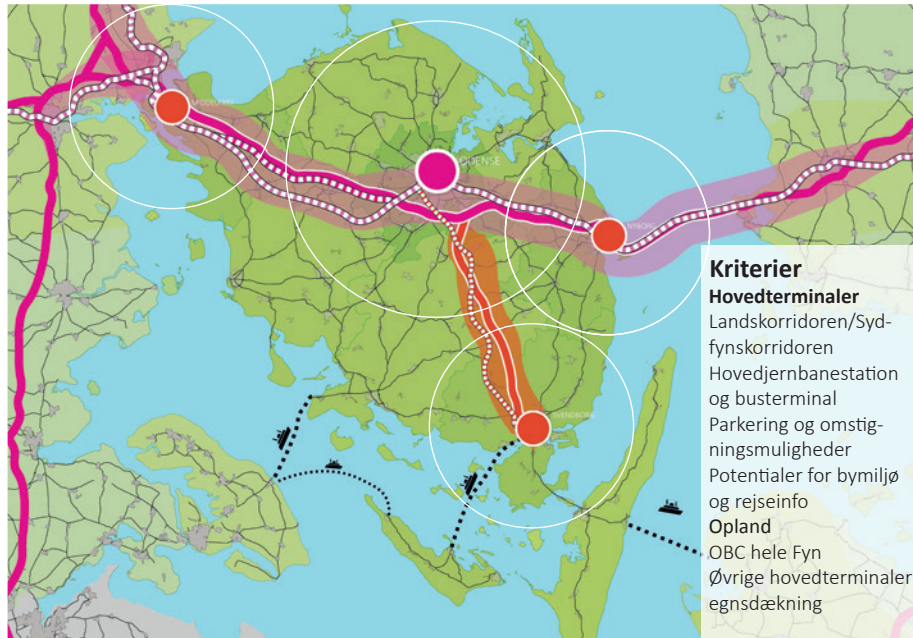 MIDDELFART
ODENSE
NYBORG
SVENDBORG
Kriterier
Hovedterminaler
Landskorridoren/Syd-
fynskorridoren
Hovedjernbanestation
og busterminal
Parkering og omstig-
ningsmuligheder
Potentialer for bymiljø
og rejseinfo
Opland
OBC hele Fyn
Øvrige hovedterminaler
egnsdækning